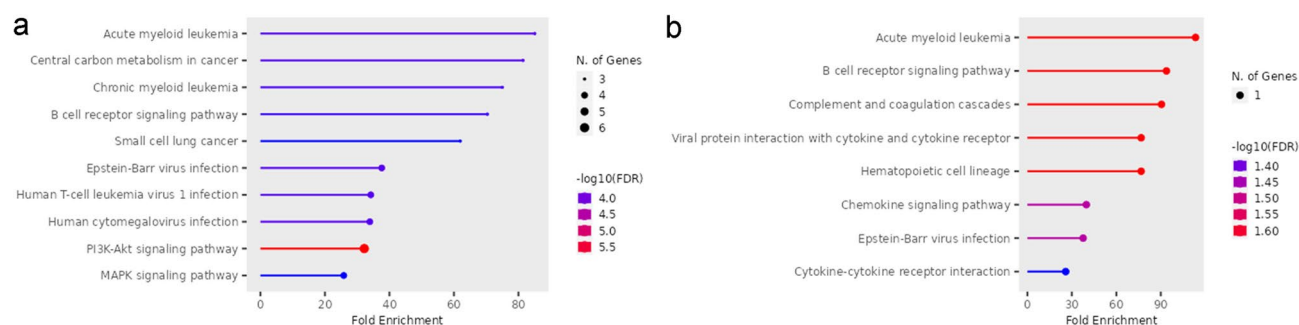 a
Acute myeloid leukemia
Central carbon metabolism in cancer
Chronic myeloid leukemia
B cell receptor signaling pathway
Small cell lung cancer
Epstein-Barr virus infection
Human T-cell leukemia virus 1 infection
Human cytomegalovirus infection
PI3K-Akt signaling pathway
MAPK signaling pathway
0 20 40 60 80
Fold Enrichment
N. of Genes
3
4
5
6
-log10(FDR)
4.0
4.5
5.0
5.5
b
Acute myeloid leukemia
B cell receptor signaling pathway
Complement and coagulation cascades
Viral protein interaction with cytokine and cytokine receptor
Hematopoietic cell lineage
Chemokine signaling pathway
Epstein-Barr virus infection
Cytokine-cytokine receptor interaction
0 30 60 90
Fold Enrichment
N. of Genes
1
-log10(FDR)
1.40
1.45
1.50
1.55
1.60